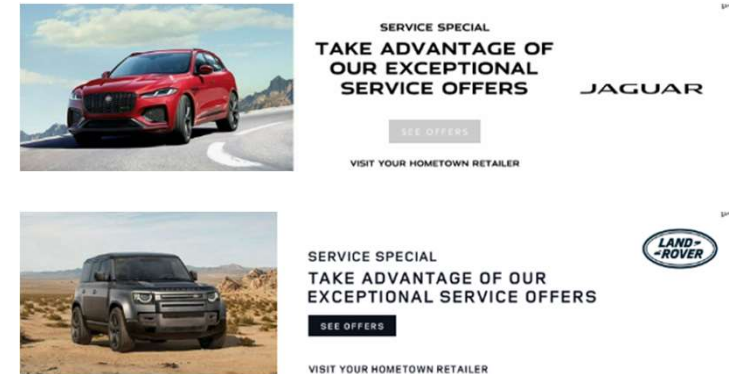 SERVICE SPECIAL
TAKE ADVANTAGE OF
OUR EXCEPTIONAL
SERVICE OFFERS
JAGUAR
SEE OFFERS
VISIT YOUR HOMETOWN RETAILER
LAND-
-ROVER
SERVICE SPECIAL
TAKE ADVANTAGE OF OUR
EXCEPTIONAL SERVICE OFFERS
SEE OFFERS
VISIT YOUR HOMETOWN RETAILER